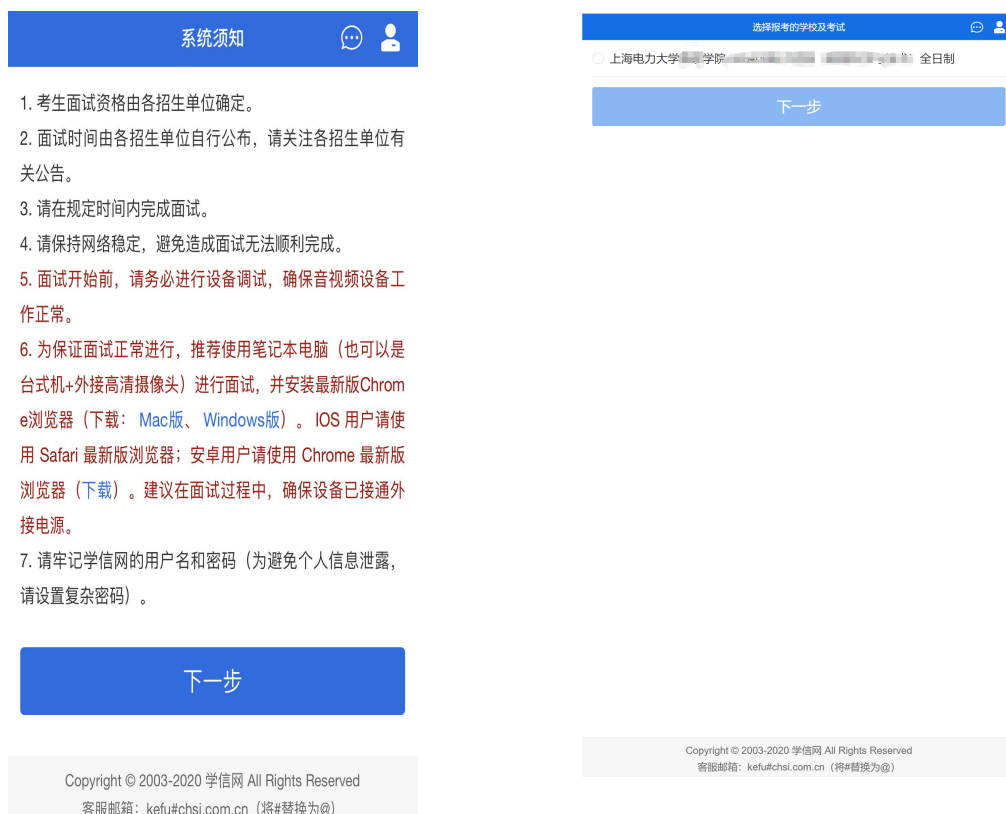 系统须知
1. 考生面试资格由各招生单位确定。
2. 面试时间由各招生单位自行公布，请关注各招生单位有
关公告。
3. 请在规定时间内完成面试。
4. 请保持网络稳定，避免造成面试无法顺利完成。
5. 面试开始前，请务必进行设备调试，确保音视频设备工
作正常。
6. 为保证面试正常进行，推荐使用笔记本电脑（也可以是
台式机+外接高清摄像头）进行面试，并安装最新版Chrom
e浏览器（下载： Mac版、 Windows版）。 IOS 用户请使
用 Safari 最新版浏览器；安卓用户请使用 Chrome 最新版
浏览器（下载）。建议在面试过程中，确保设备已接通外
接电源。
7. 请牢记学信网的用户名和密码（为避免个人信息泄露，
请设置复杂密码）。
下一步
Copyright © 2003-2020 学信网 All Rights Reserved
客服邮箱：kefu#chsi.com.cn（将#替换为@）
选择报考的学校及考试
上海电力大学 学院 全日制
下一步
Copyright © 2003-2020 学信网 All Rights Reserved
客服邮箱：kefu#chsi.com.cn（将#替换为@）